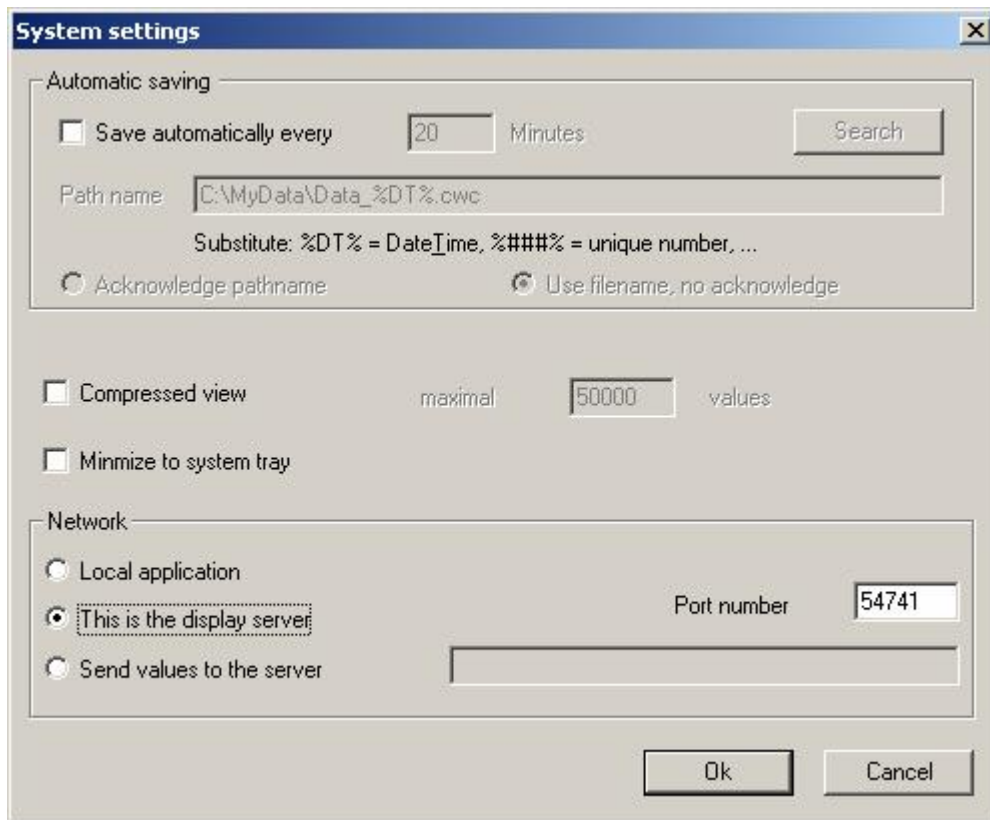 System settings
Automatic saving
Save automatically every 20 Minutes Search
Path name C:\MyData\Data_%DT%.cwc
Substitute: %DT% = DateTime, %###% = unique number, ...
Acknowledge pathname Use filename, no acknowledge
Compressed view maximal 50000 values
Minmize to system tray
Network
Local application
This is the display server Port number 54741
Send values to the server
Ok Cancel